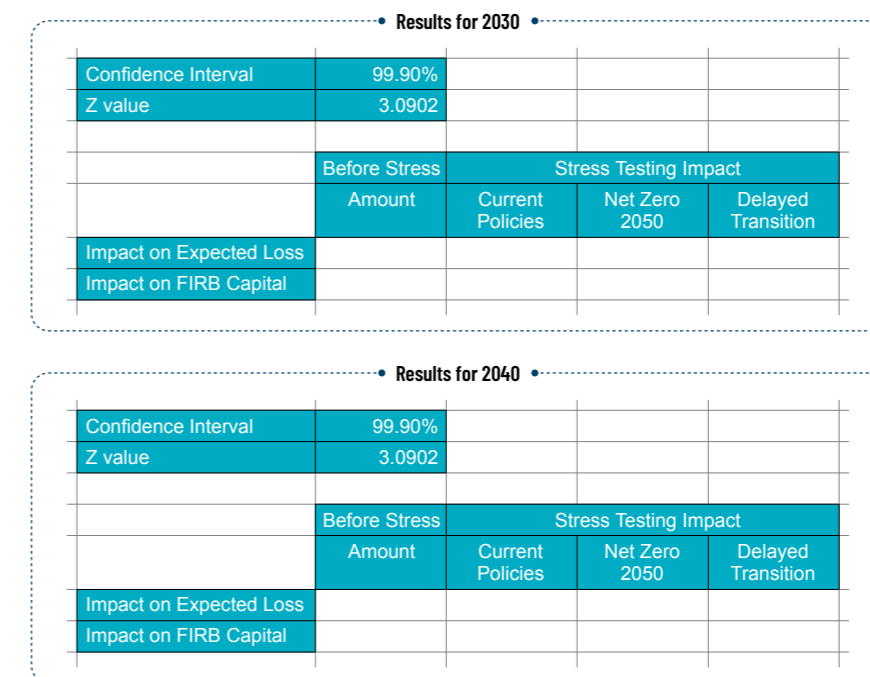 Results for 2030
Confidence Interval 99.90%
Z value 3.0902
Before Stress Stress Testing Impact
Amount Current Policies Net Zero 2050 Delayed Transition
Impact on Expected Loss
Impact on FIRB Capital
Results for 2040
Confidence Interval 99.90%
Z value 3.0902
Before Stress Stress Testing Impact
Amount Current Policies Net Zero 2050 Delayed Transition
Impact on Expected Loss
Impact on FIRB Capital